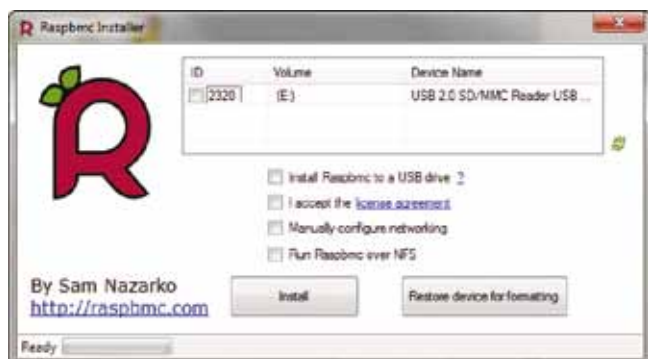 Raspbmc Installer
ID Volume Device Name
2320 (E:) USB 2.0 SD/MMC Reader USB ...
Install Raspbmc to a USB drive ?
I accept the license agreement
Manually configure networking
Run Raspbmc over NFS
By Sam Nazarko
http://raspbmc.com
Install
Restore device for formatting
Ready